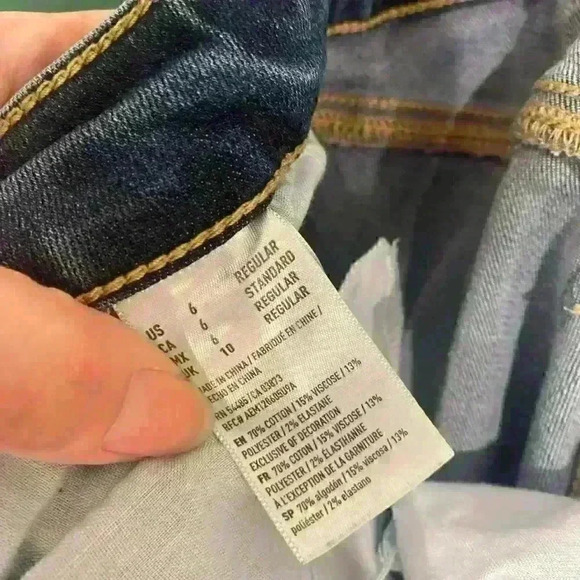 US 6 REGULAR
CA 6 STANDARD
MX 6 REGULAR
UK 10 REGULAR
MADE IN CHINA / FABRIQUÉ EN CHINE /
HECHO EN CHINA
RN 54485/CA 03873
RFC#
EN 70% COTTON / 15% VISCOSE / 13%
POLYESTER / 2% ELASTANE
EXCLUSIVE OF DECORATION
FR 70% COTON / 15% VISCOSE / 13%
POLYESTER / 2% ÉLASTHANNE
À L'EXCEPTION DE LA GARNITURE
SP 70% algodón / 15% viscosa / 13%
poliéster / 2% elastano